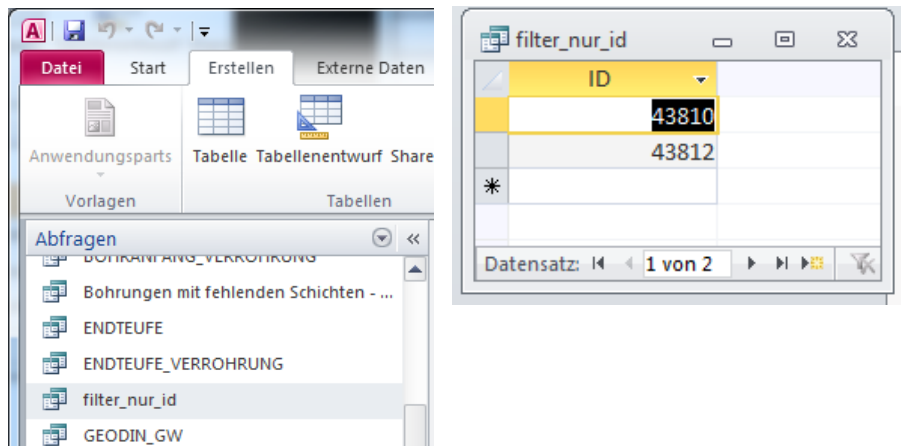 A
Datei Start Erstellen Externe Daten
Anwendungsparts Tabelle Tabellenentwurf Share
Vorlagen Tabellen
Abfragen
BOHRANFANG_VERROHRUNG
Bohrungen mit fehlenden Schichten - ...
ENDTEUFE
ENDTEUFE_VERROHRUNG
filter_nur_id
GEODIN_GW
filter_nur_id
ID
43810
43812
Datensatz: 1 von 2